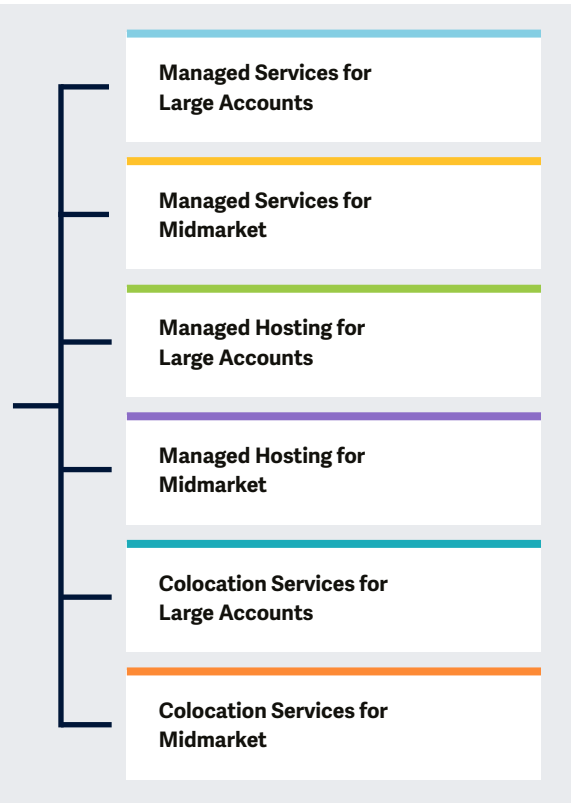 Managed Services for
Large Accounts
Managed Services for
Midmarket
Managed Hosting for
Large Accounts
Managed Hosting for
Midmarket
Colocation Services for
Large Accounts
Colocation Services for
Midmarket